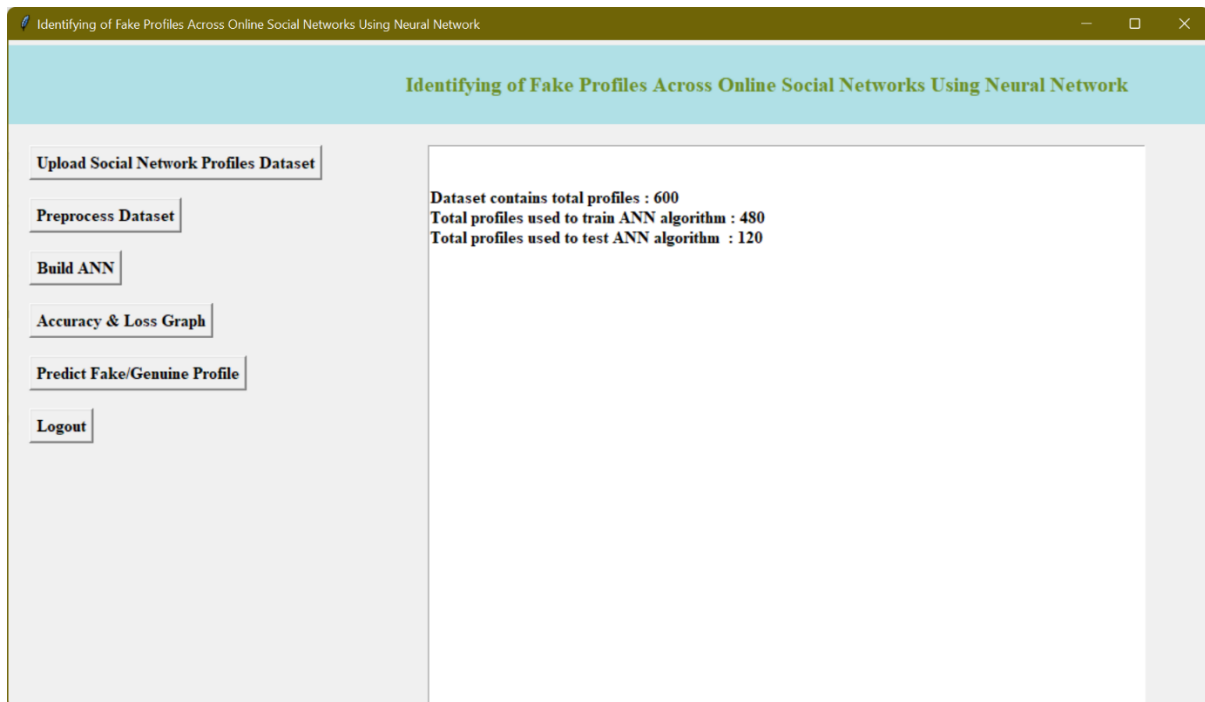 Identifying of Fake Profiles Across Online Social Networks Using Neural Network
Identifying of Fake Profiles Across Online Social Networks Using Neural Network
Upload Social Network Profiles Dataset
Preprocess Dataset
Build ANN
Accuracy & Loss Graph
Predict Fake/Genuine Profile
Logout
Dataset contains total profiles : 600
Total profiles used to train ANN algorithm : 480
Total profiles used to test ANN algorithm : 120